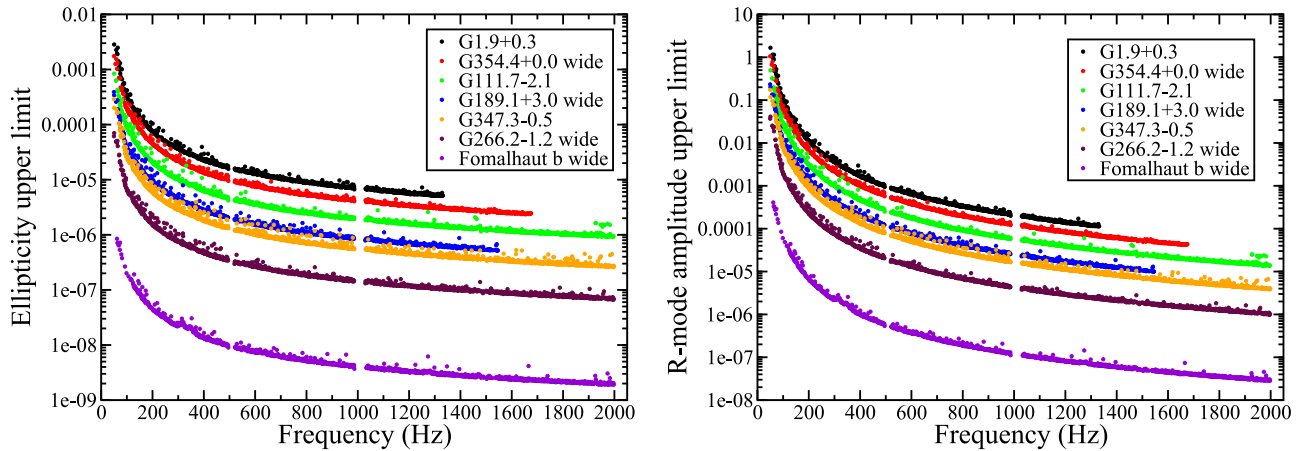 Ellipticity upper limit
0.001
0.0001
1e-05
1e-06
1e-07
1e-08
1e-09
G1.9+0.3
G354.4+0.0 wide
G111.7-2.1
G189.1+3.0 wide
G347.3-0.5
G266.2-1.2 wide
Fomalhaut b wide
0 200 400 600 800 1000 1200 1400 1600 1800 2000
Frequency (Hz)
R-mode amplitude upper limit
10
1
0.1
0.01
0.001
0.0001
1e-05
1e-06
1e-07
1e-08
G1.9+0.3
G354.4+0.0 wide
G111.7-2.1
G189.1+3.0 wide
G347.3-0.5
G266.2-1.2 wide
Fomalhaut b wide
0 200 400 600 800 1000 1200 1400 1600 1800 2000
Frequency (Hz)